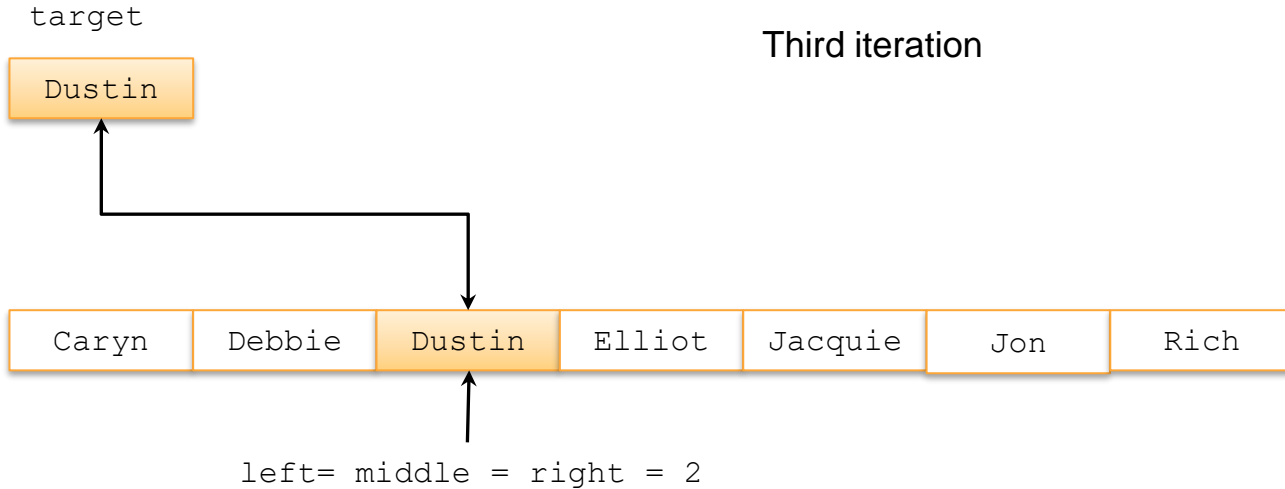 target
Third iteration
Dustin
Caryn Debbie Dustin Elliot Jacquie Jon Rich
left= middle = right = 2